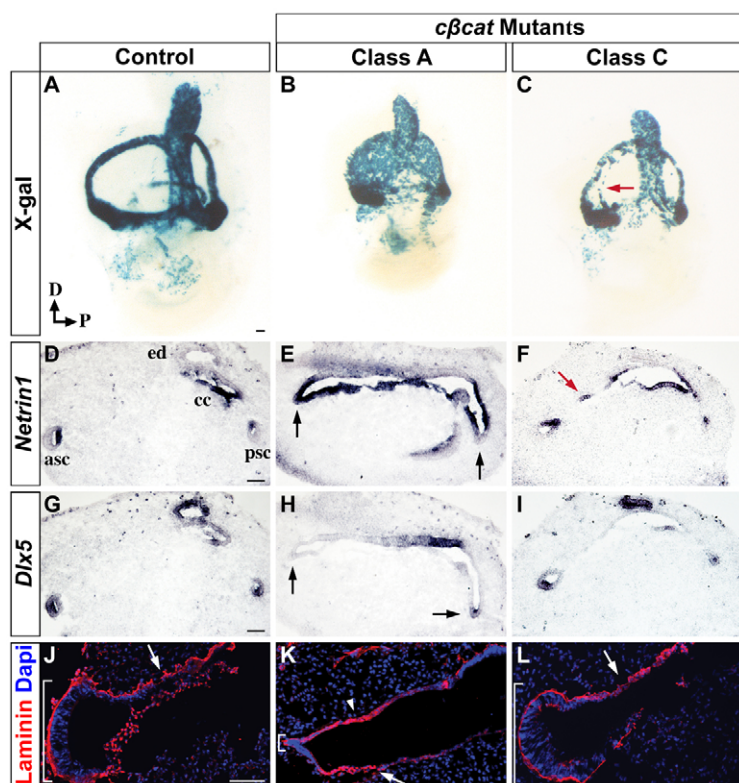 cβcat Mutants
Control
Class A
Class C
X-gal
A
B
C
D
P
Netrin1
D
ed
cc
asc
psc
E
F
Dlx5
G
H
I
Laminin Dapi
J
K
L